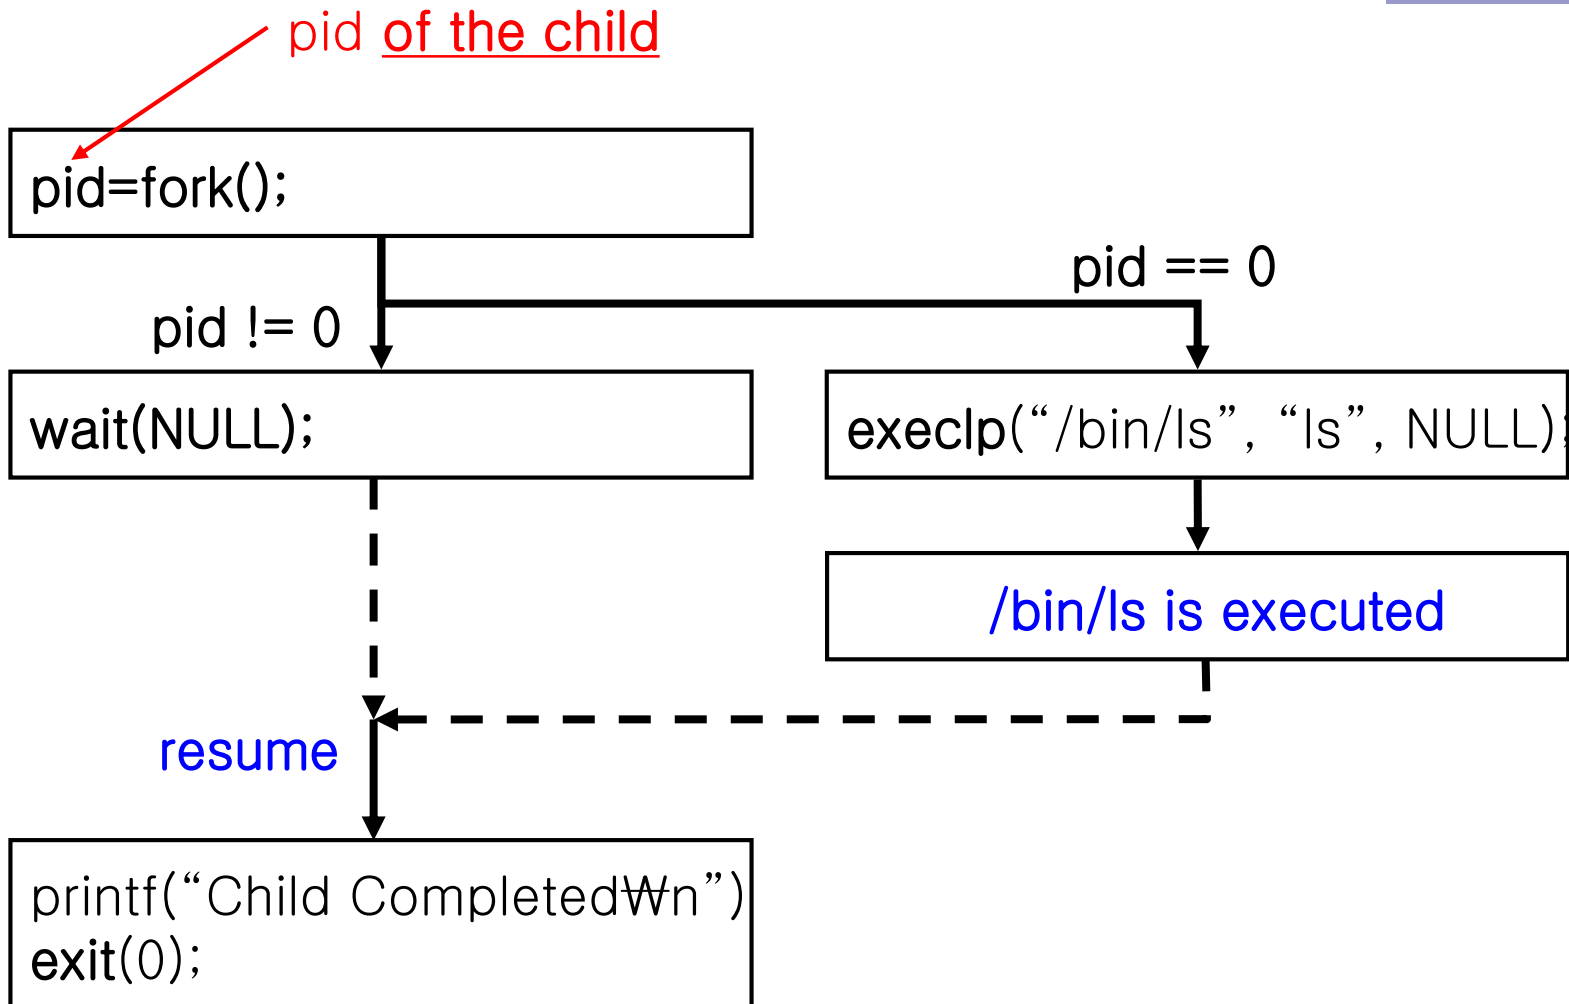 pid of the child
pid=fork();
pid == 0
pid != 0
wait(NULL);
execlp(“/bin/ls”, “ls”, NULL);
/bin/ls is executed
resume
printf(“Child Completed₩n”)
exit(0);